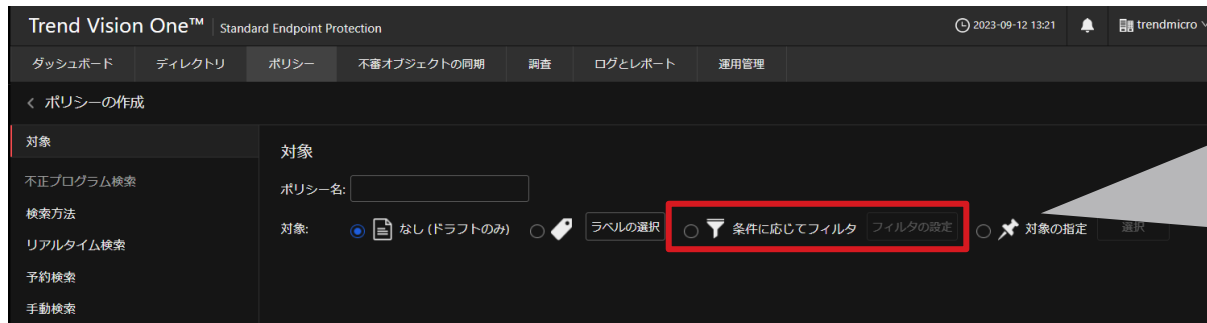 Trend Vision One™ Standard Endpoint Protection 2023-09-12 13:21 trendmicro
ダッシュボード ディレクトリ ポリシー 不審オブジェクトの同期 調査 ログとレポート 運用管理
ポリシーの作成
対象
不正プログラム検索
検索方法
リアルタイム検索
予約検索
手動検索
対象
ポリシー名:
対象: なし (ドラフトのみ) ラベルの選択 条件に応じてフィルタ フィルタの設定 対象の指定 選択